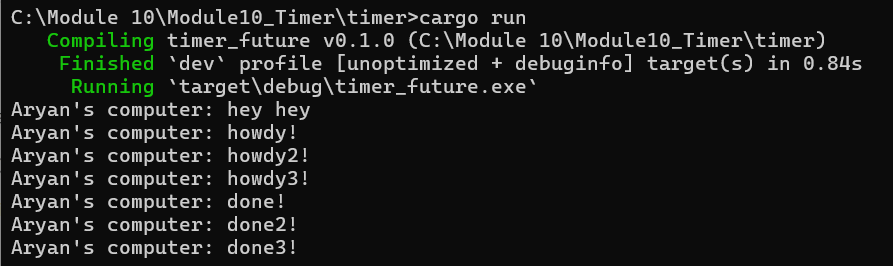 C:\Module 10\Module10_Timer\timer>cargo run
   Compiling timer_future v0.1.0 (C:\Module 10\Module10_Timer\timer)
    Finished `dev` profile [unoptimized + debuginfo] target(s) in 0.84s
     Running `target\debug\timer_future.exe`
Aryan's computer: hey hey
Aryan's computer: howdy!
Aryan's computer: howdy2!
Aryan's computer: howdy3!
Aryan's computer: done!
Aryan's computer: done2!
Aryan's computer: done3!